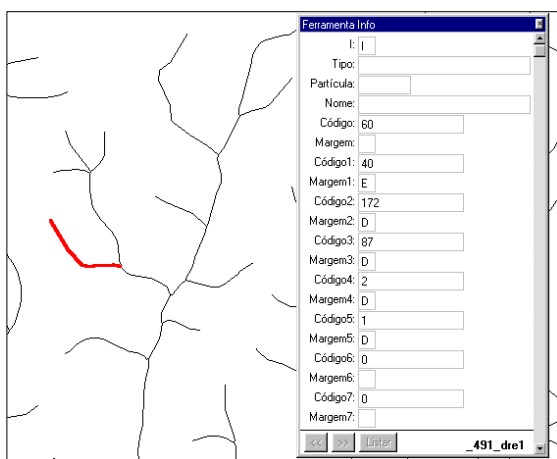 Ferramenta Info
I: I
Tipo:
Partícula:
Nome:
Código: 60
Margem:
Código1: 40
Margem1: E
Código2: 172
Margem2: D
Código3: 87
Margem3: D
Código4: 2
Margem4: D
Código5: 1
Margem5: D
Código6: 0
Margem6:
Código7: 0
Margem7:
<< >> Listar _491_dre1